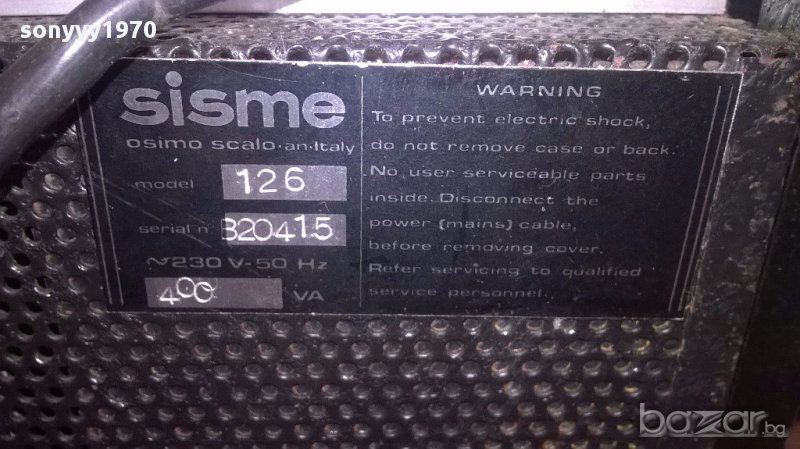 sonyvy1970
sisme
osimo scalo·an·Italy
model 126
serial n 320415
~230 V-50 Hz
400 VA
WARNING
To prevent electric shock,
do not remove case or back.
No user serviceable parts
inside. Disconnect the
power (mains) cable,
before removing cover.
Refer servicing to qualified
service personnel.
bazar.bg